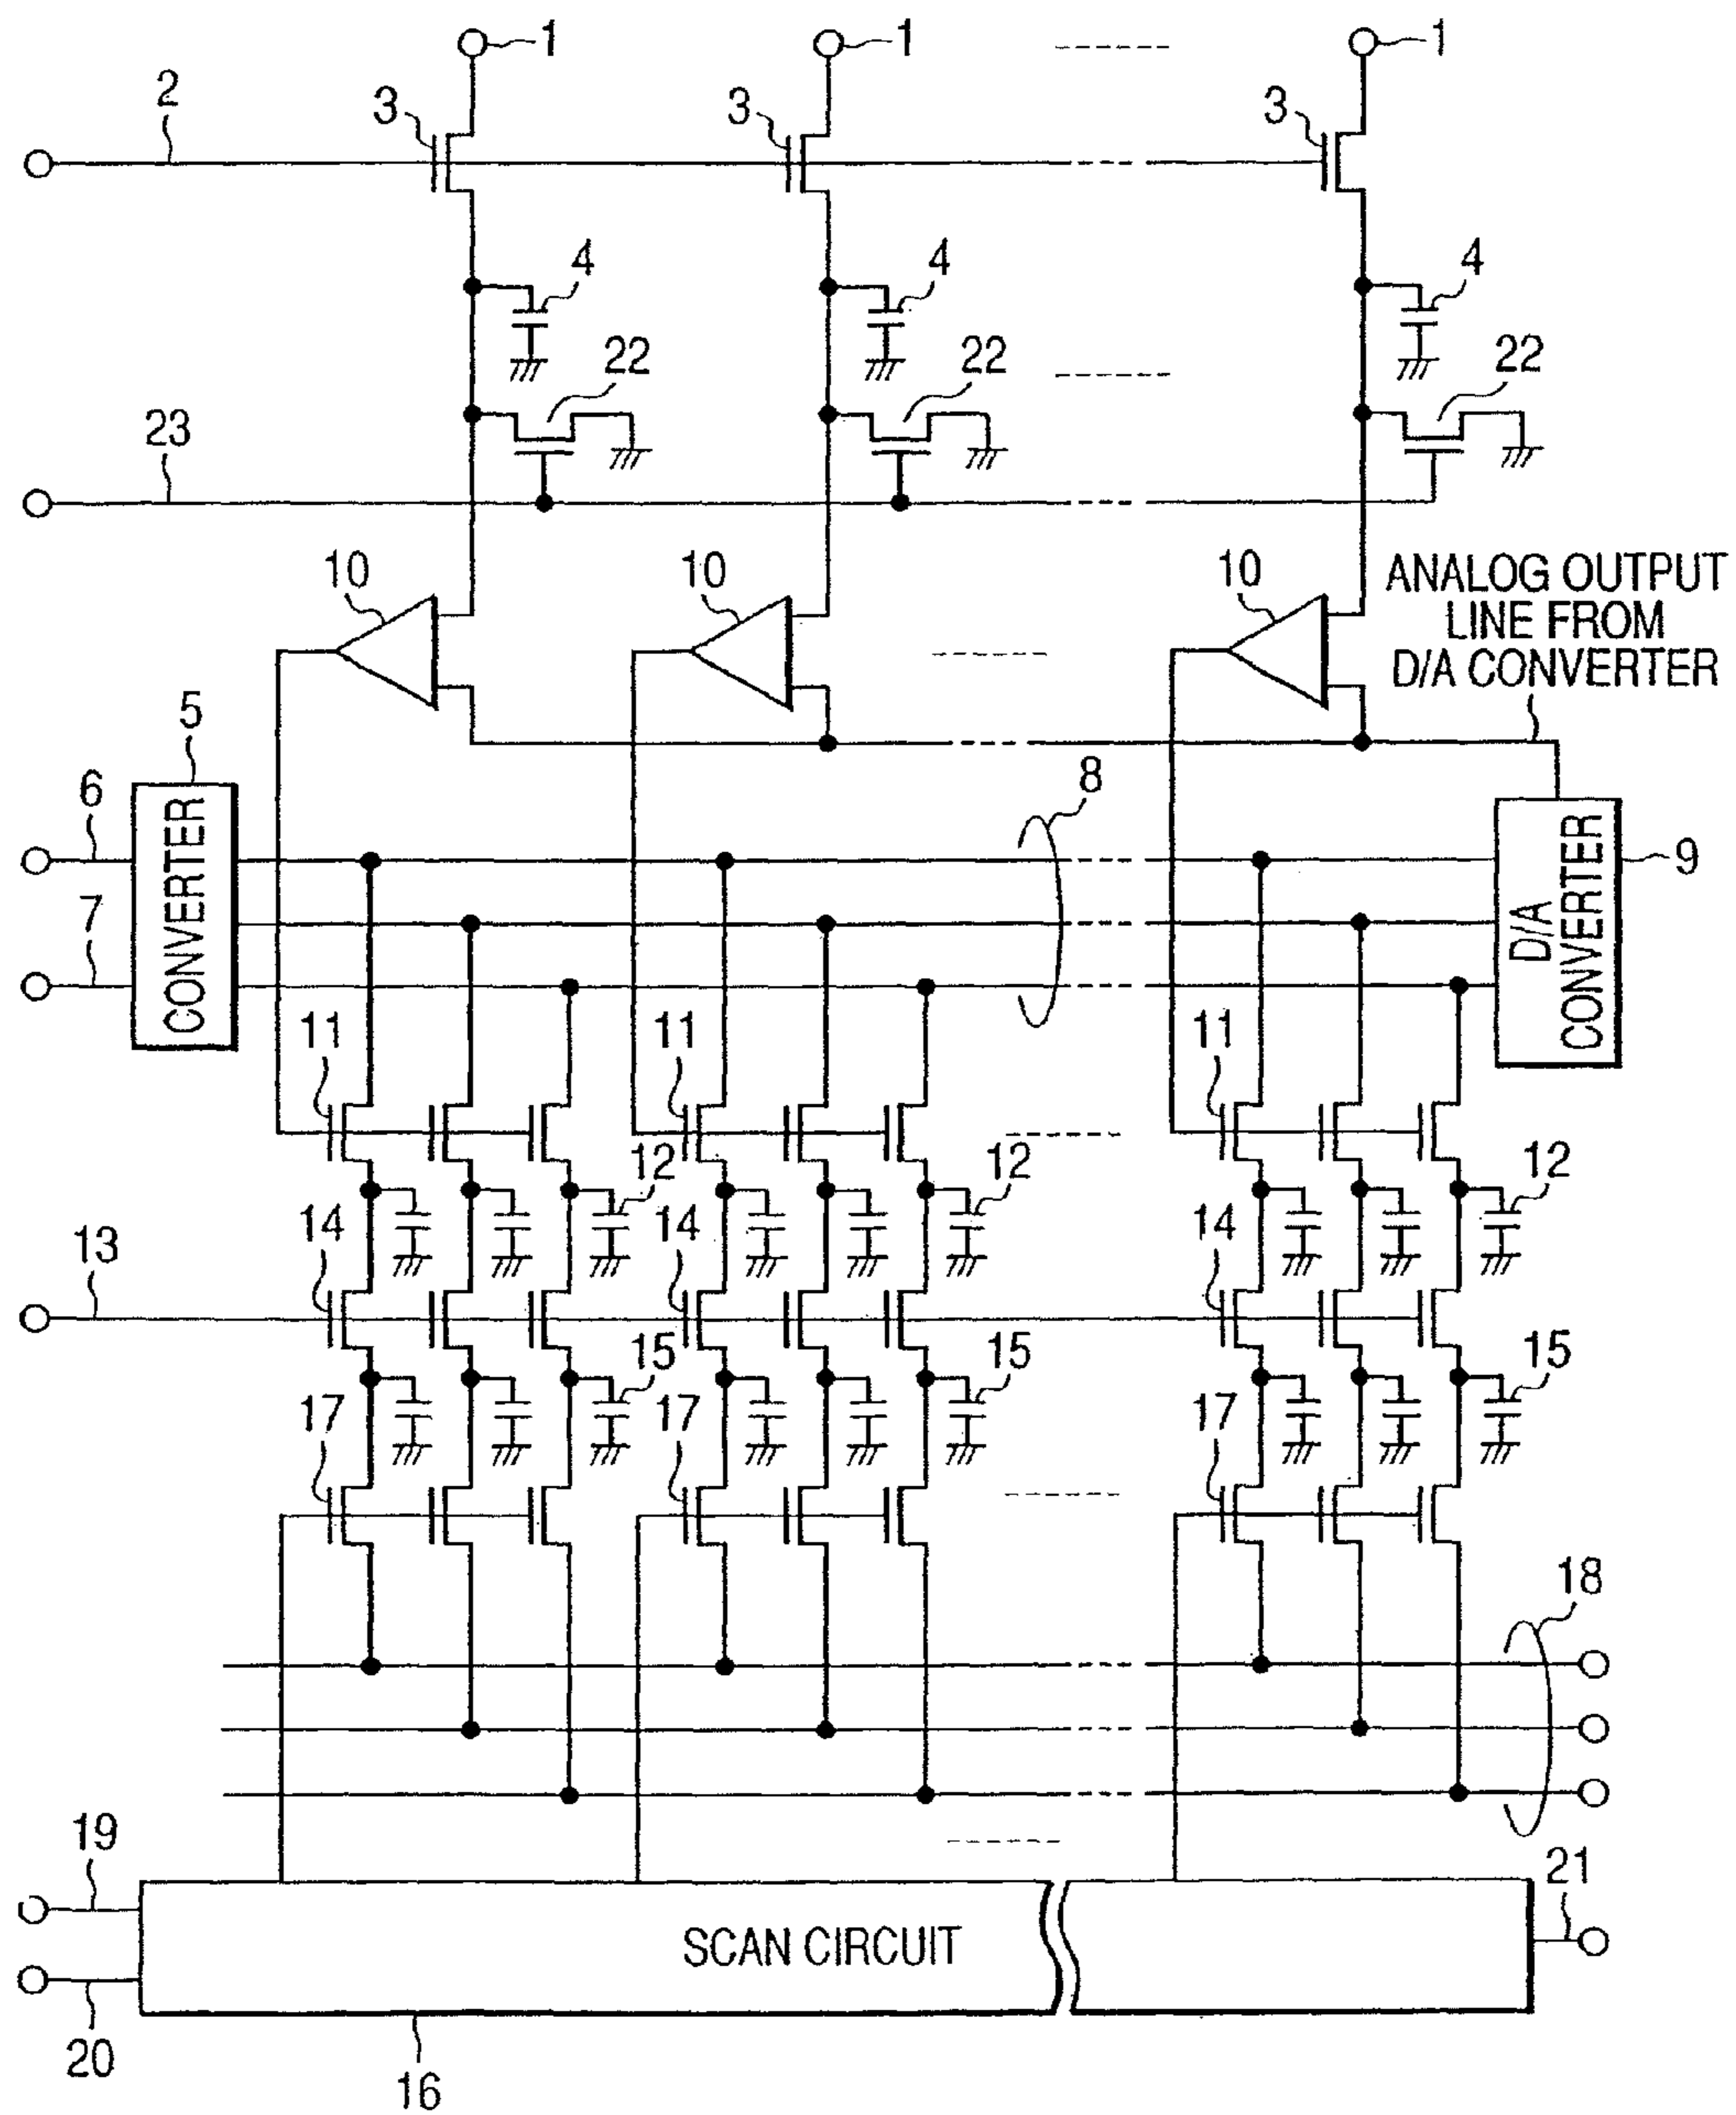 1 1 1
2 3 3 3
4 4 4
22 22 22
23
10 10 10 ANALOG OUTPUT
LINE FROM
D/A CONVERTER
5
6 8
CONVERTER
7
D/A
CONVERTER
9
11 11 11
12 12 12
14 14 14
13
15 15 15
17 17 17
18
19
21
SCAN CIRCUIT
20
16